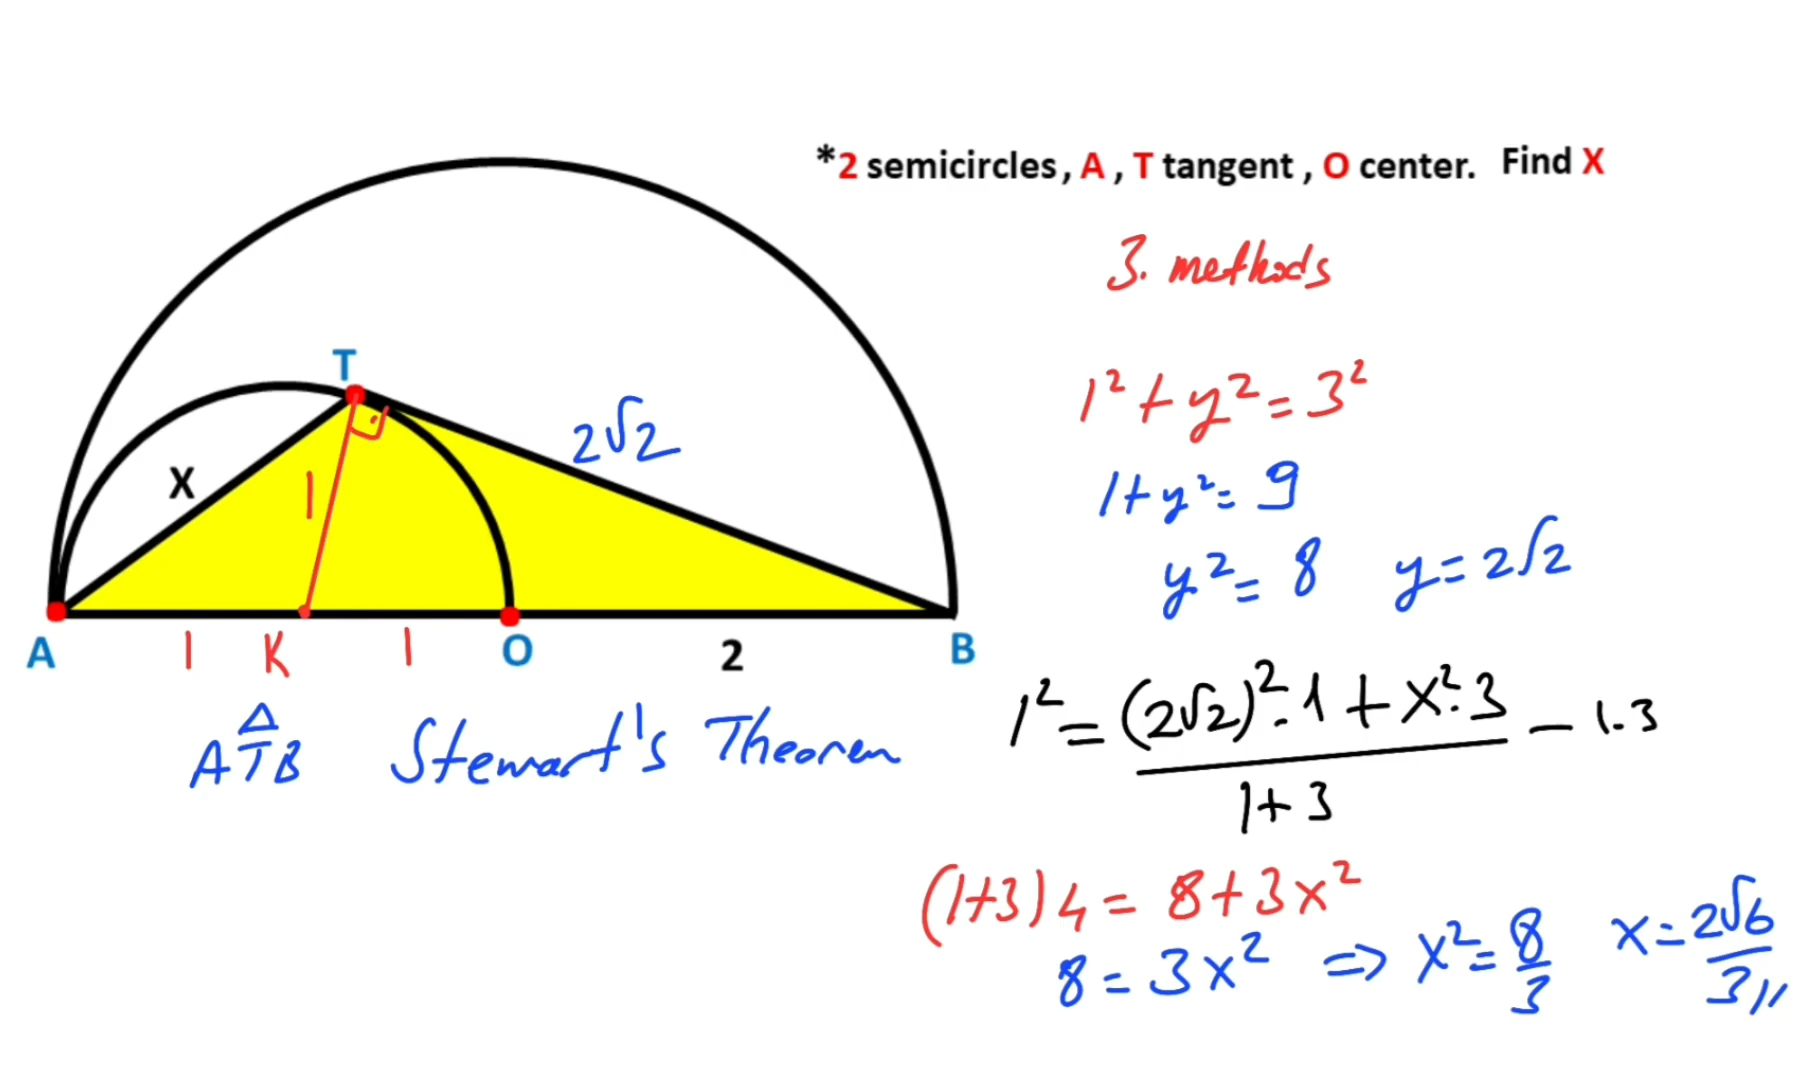 *2 semicircles, A, T tangent, O center. Find X
3. methods
T
X
1
2√2
A
1
K
1
O
2
B
1² + y² = 3²
1 + y² = 9
y² = 8 y = 2√2
A T B Δ Stewart's Theorem
1² = (2√2)².1 + x².3 / 1+3 − 1.3
(1+3) 4 = 8 + 3x²
8 = 3x² ⇒ x² = 8/3 x = 2√6/3 //